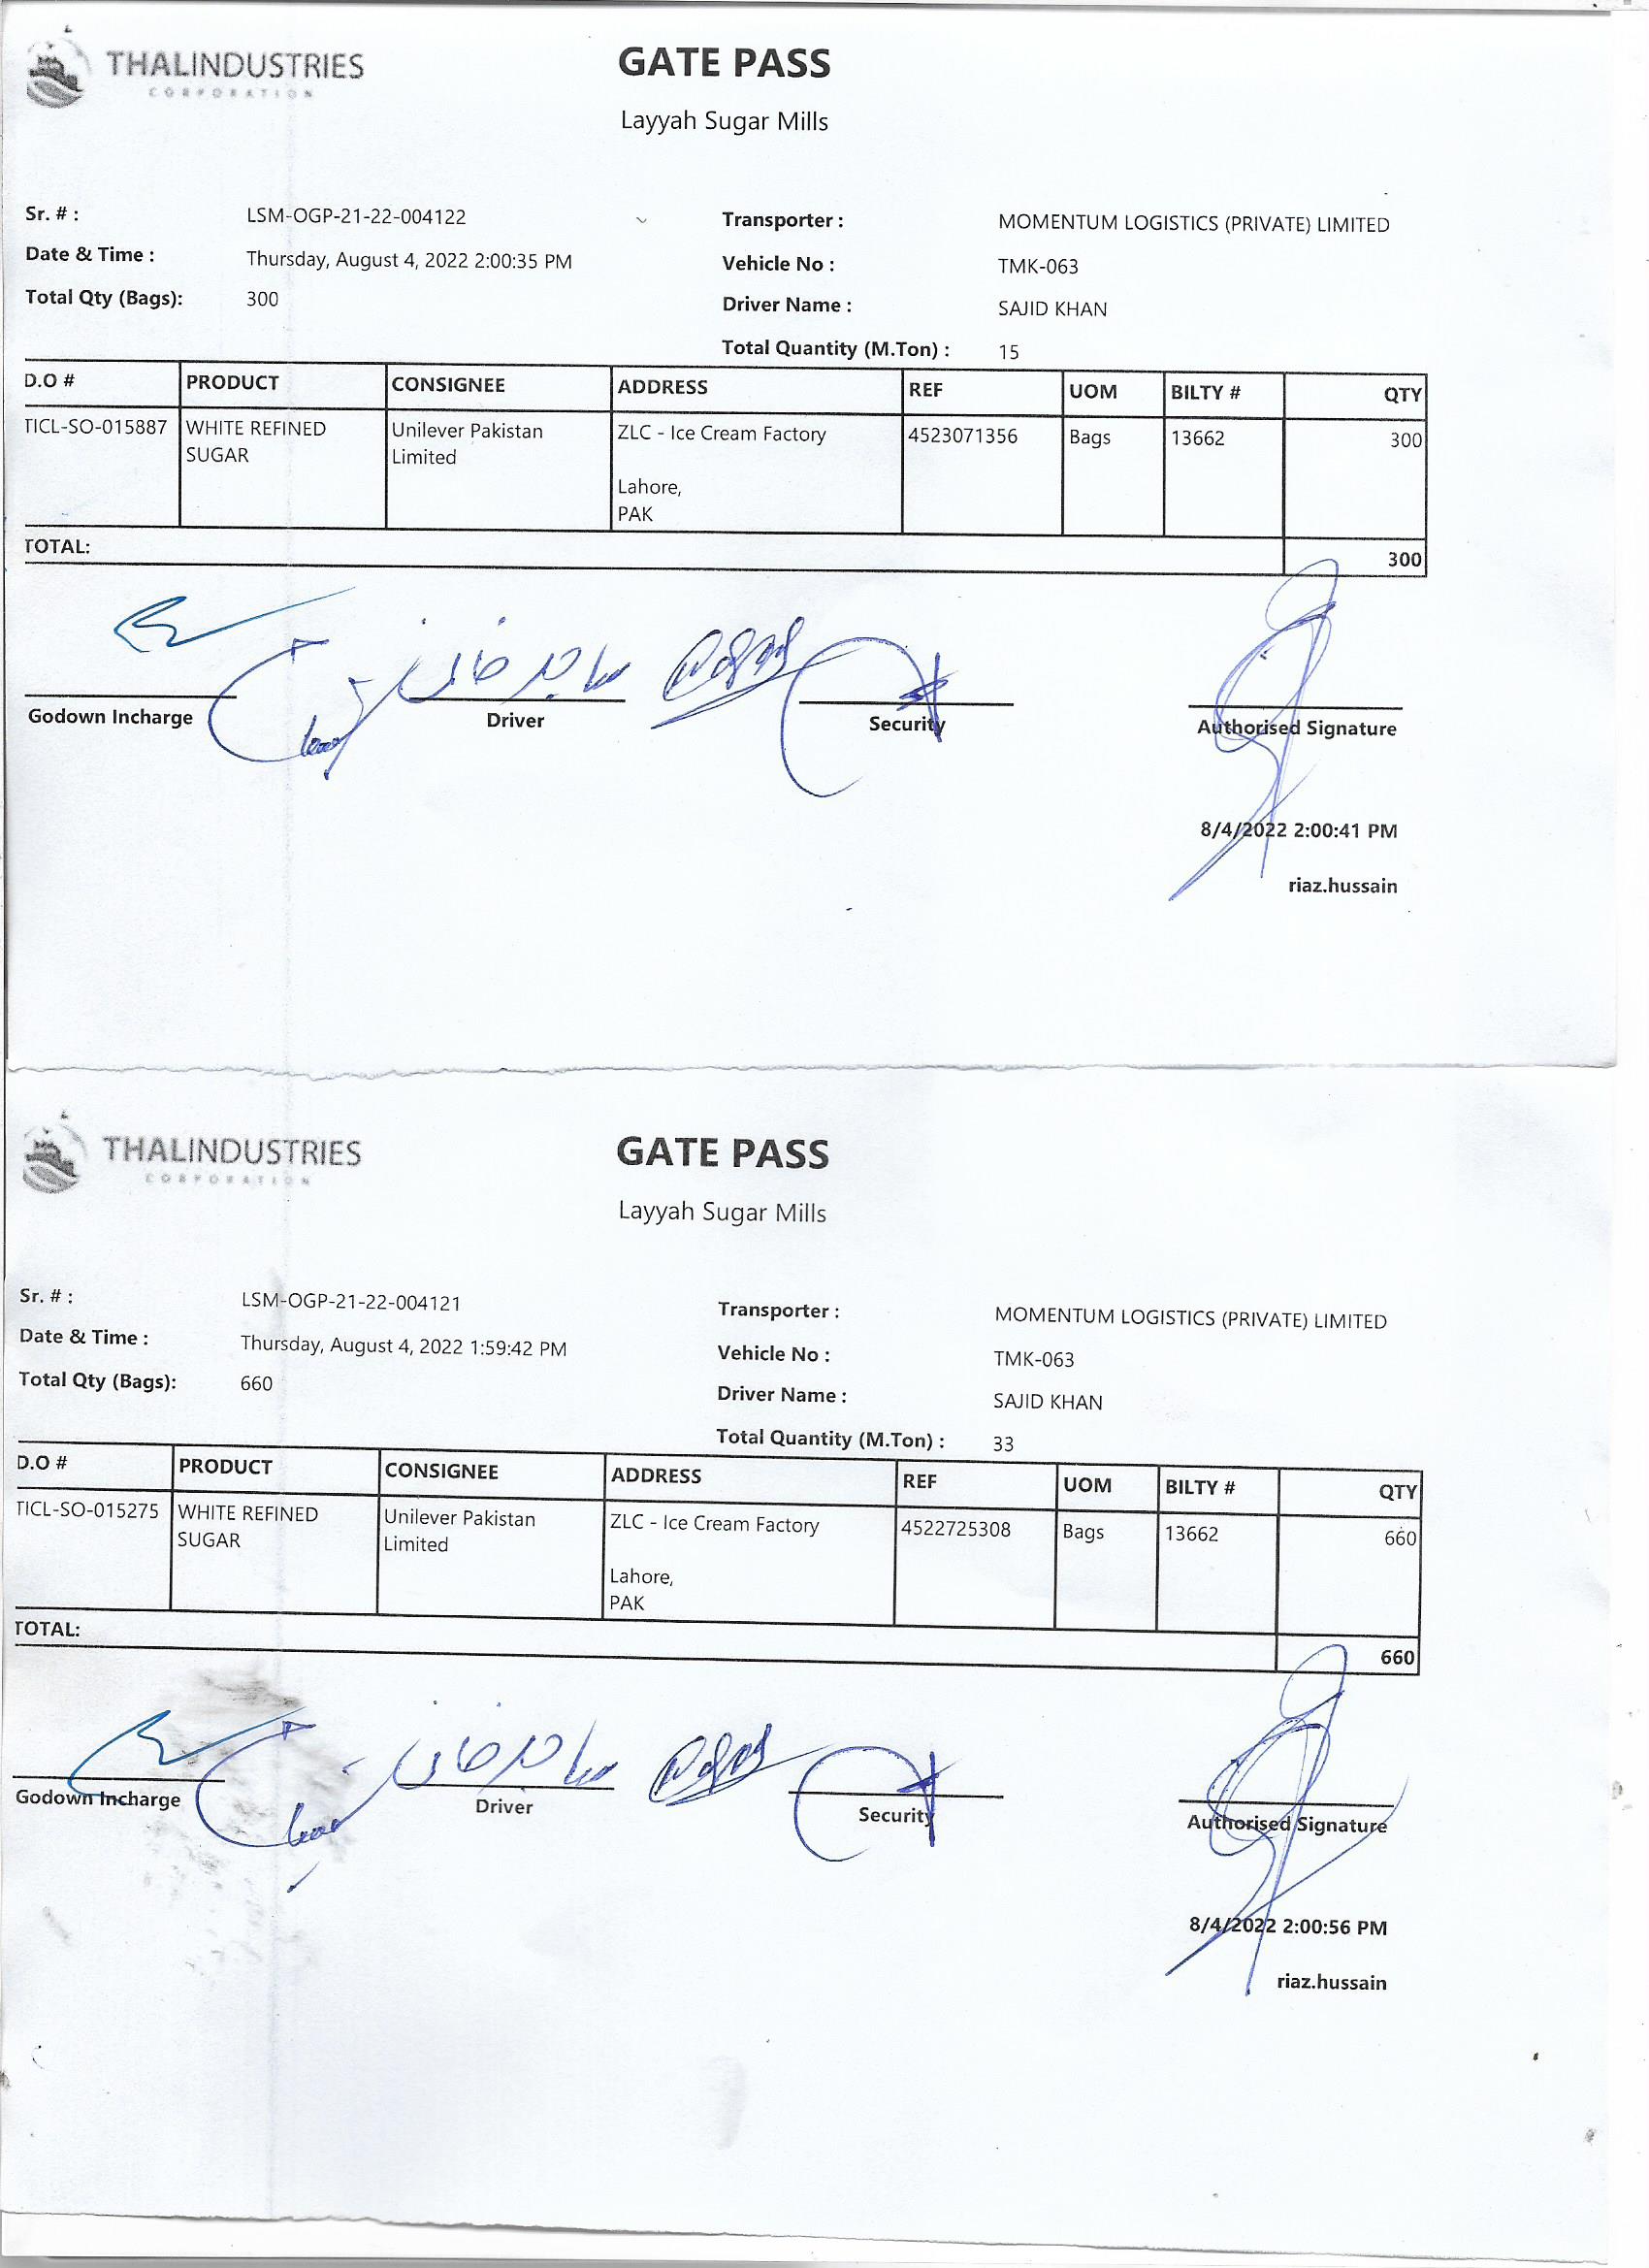 THALINDUSTRIES
CORPORATION
GATE PASS
Layyah Sugar Mills
Sr. # : LSM-OGP-21-22-004122
Date & Time : Thursday, August 4, 2022 2:00:35 PM
Total Qty (Bags): 300
Transporter : MOMENTUM LOGISTICS (PRIVATE) LIMITED
Vehicle No : TMK-063
Driver Name : SAJID KHAN
Total Quantity (M.Ton) : 15
D.O # PRODUCT CONSIGNEE ADDRESS REF UOM BILTY # QTY
TICL-SO-015887 WHITE REFINED Unilever Pakistan ZLC - Ice Cream Factory 4523071356 Bags 13662 300
SUGAR Limited
Lahore,
PAK
TOTAL: 300
ساجد خان
Godown Incharge Driver Security Authorised Signature
8/4/2022 2:00:41 PM
riaz.hussain
THALINDUSTRIES
CORPORATION
GATE PASS
Layyah Sugar Mills
Sr. # : LSM-OGP-21-22-004121
Date & Time : Thursday, August 4, 2022 1:59:42 PM
Total Qty (Bags): 660
Transporter : MOMENTUM LOGISTICS (PRIVATE) LIMITED
Vehicle No : TMK-063
Driver Name : SAJID KHAN
Total Quantity (M.Ton) : 33
D.O # PRODUCT CONSIGNEE ADDRESS REF UOM BILTY # QTY
TICL-SO-015275 WHITE REFINED Unilever Pakistan ZLC - Ice Cream Factory 4522725308 Bags 13662 660
SUGAR Limited
Lahore,
PAK
TOTAL: 660
ساجد خان
Godown Incharge Driver Security Authorised Signature
8/4/2022 2:00:56 PM
riaz.hussain